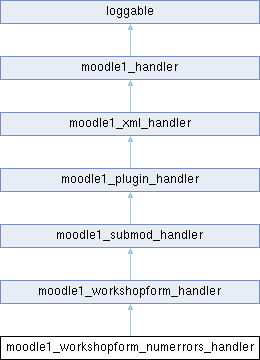 loggable
moodle1_handler
moodle1_xml_handler
moodle1_plugin_handler
moodle1_submod_handler
moodle1_workshopform_handler
moodle1_workshopform_numerrors_handler